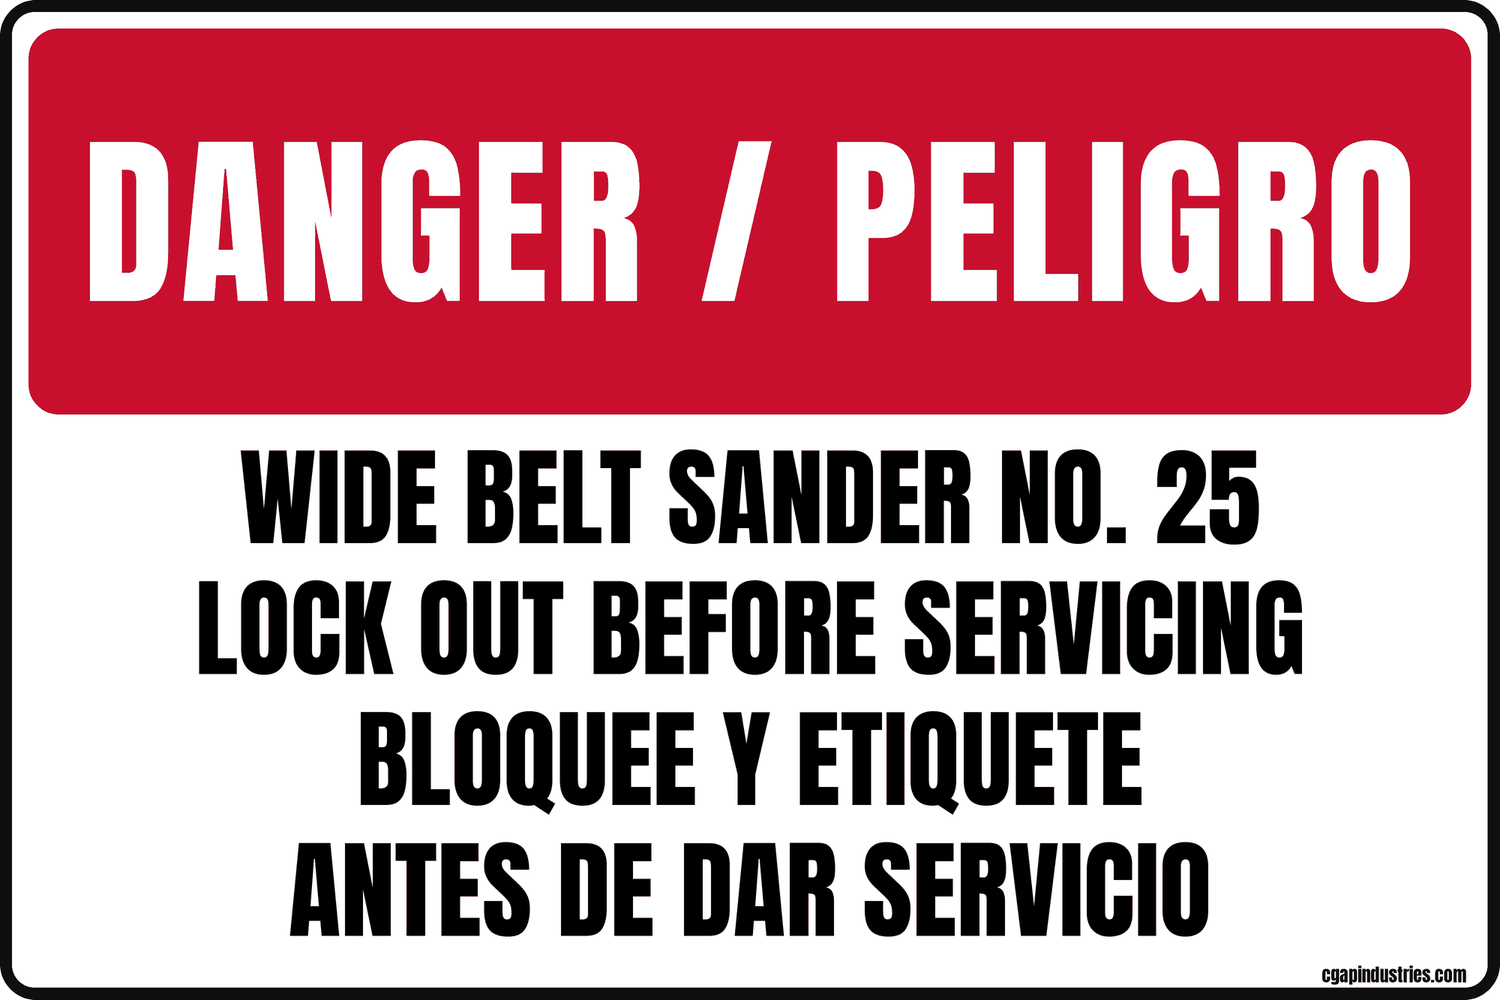 DANGER / PELIGRO
WIDE BELT SANDER NO. 25
LOCK OUT BEFORE SERVICING
BLOQUEE Y ETIQUETE
ANTES DE DAR SERVICIO
cgapindustries.com